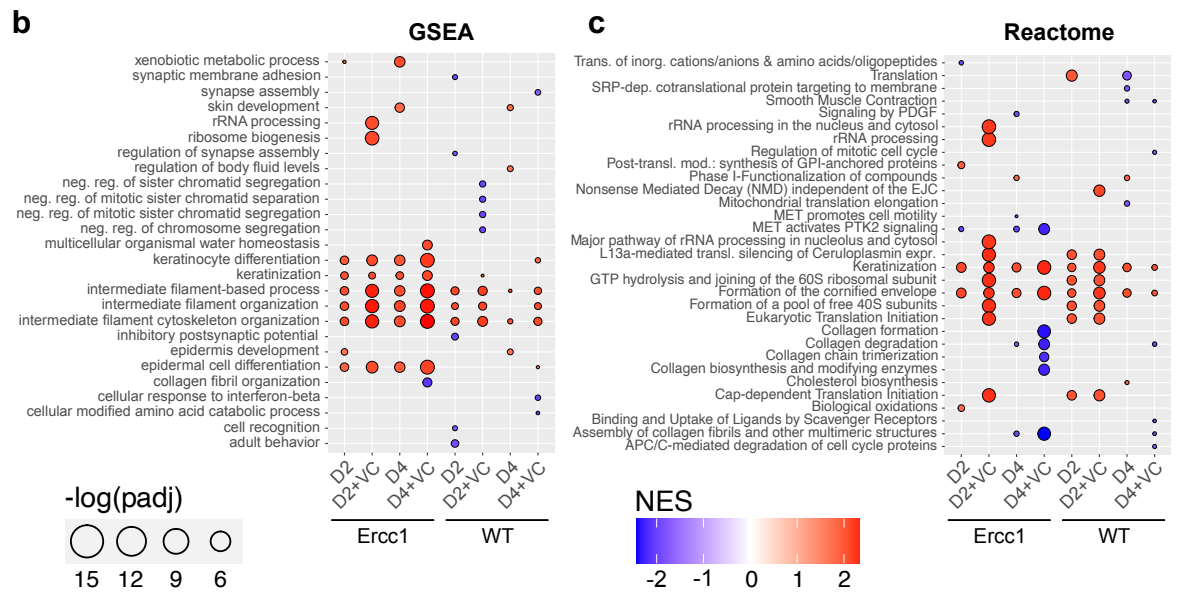 b
GSEA
xenobiotic metabolic process
synaptic membrane adhesion
synapse assembly
skin development
rRNA processing
ribosome biogenesis
regulation of synapse assembly
regulation of body fluid levels
neg. reg. of sister chromatid segregation
neg. reg. of mitotic sister chromatid separation
neg. reg. of mitotic sister chromatid segregation
neg. reg. of chromosome segregation
multicellular organismal water homeostasis
keratinocyte differentiation
keratinization
intermediate filament-based process
intermediate filament organization
intermediate filament cytoskeleton organization
inhibitory postsynaptic potential
epidermis development
epidermal cell differentiation
collagen fibril organization
cellular response to interferon-beta
cellular modified amino acid catabolic process
cell recognition
adult behavior
D2
D2+VC
D4
D4+VC
D2
D2+VC
D4
D4+VC
Ercc1
WT
-log(padj)
15 12 9 6
c
Reactome
Trans. of inorg. cations/anions & amino acids/oligopeptides
Translation
SRP-dep. cotranslational protein targeting to membrane
Smooth Muscle Contraction
Signaling by PDGF
rRNA processing in the nucleus and cytosol
rRNA processing
Regulation of mitotic cell cycle
Post-transl. mod.: synthesis of GPI-anchored proteins
Phase I-Functionalization of compounds
Nonsense Mediated Decay (NMD) independent of the EJC
Mitochondrial translation elongation
MET promotes cell motility
MET activates PTK2 signaling
Major pathway of rRNA processing in nucleolus and cytosol
L13a-mediated transl. silencing of Ceruloplasmin expr.
Keratinization
GTP hydrolysis and joining of the 60S ribosomal subunit
Formation of the cornified envelope
Formation of a pool of free 40S subunits
Eukaryotic Translation Initiation
Collagen formation
Collagen degradation
Collagen chain trimerization
Collagen biosynthesis and modifying enzymes
Cholesterol biosynthesis
Cap-dependent Translation Initiation
Biological oxidations
Binding and Uptake of Ligands by Scavenger Receptors
Assembly of collagen fibrils and other multimeric structures
APC/C-mediated degradation of cell cycle proteins
D2
D2+VC
D4
D4+VC
D2
D2+VC
D4
D4+VC
Ercc1
WT
NES
-2 -1 0 1 2